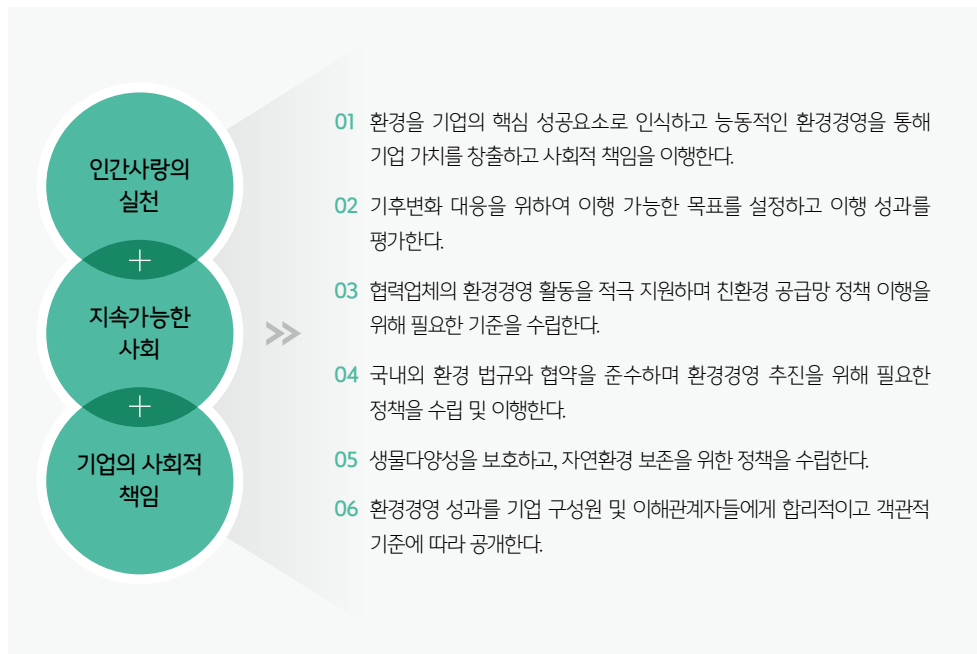 인간사랑의
실천
+
지속가능한
사회
+
기업의 사회적
책임
01 환경을 기업의 핵심 성공요소로 인식하고 능동적인 환경경영을 통해
기업 가치를 창출하고 사회적 책임을 이행한다.
02 기후변화 대응을 위하여 이행 가능한 목표를 설정하고 이행 성과를
평가한다.
03 협력업체의 환경경영 활동을 적극 지원하며 친환경 공급망 정책 이행을
위해 필요한 기준을 수립한다.
04 국내외 환경 법규와 협약을 준수하며 환경경영 추진을 위해 필요한
정책을 수립 및 이행한다.
05 생물다양성을 보호하고, 자연환경 보존을 위한 정책을 수립한다.
06 환경경영 성과를 기업 구성원 및 이해관계자들에게 합리적이고 객관적
기준에 따라 공개한다.